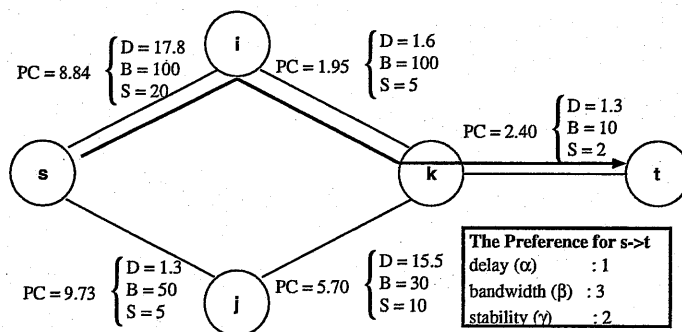 i
PC = 8.84
D = 17.8
B = 100
S = 20
PC = 1.95
D = 1.6
B = 100
S = 5
PC = 2.40
D = 1.3
B = 10
S = 2
s
k
t
PC = 9.73
D = 1.3
B = 50
S = 5
j
PC = 5.70
D = 15.5
B = 30
S = 10
The Preference for s->t
delay (α) : 1
bandwidth (β) : 3
stability (γ) : 2